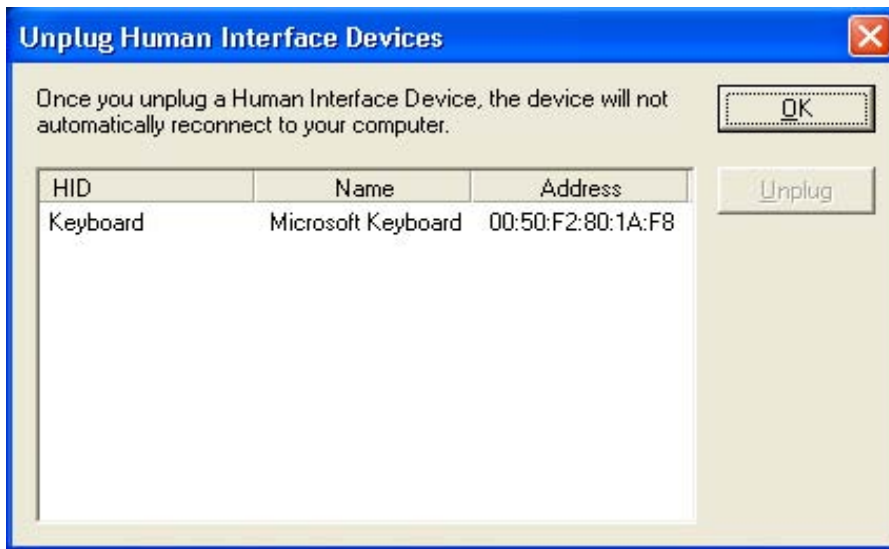 Unplug Human Interface Devices
Once you unplug a Human Interface Device, the device will not
automatically reconnect to your computer.
OK
HID Name Address
Unplug
Keyboard Microsoft Keyboard 00:50:F2:80:1A:F8